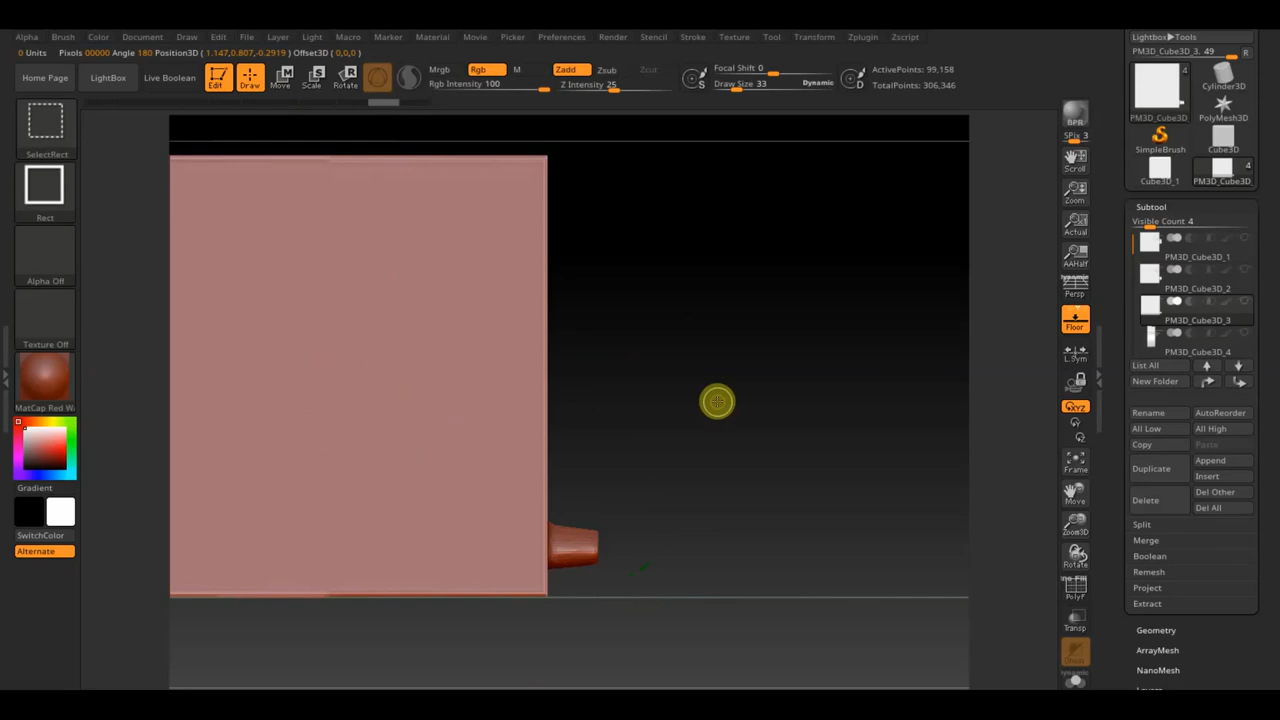 Alpha Brush Color Document Draw Edit File Layer Light Macro Marker Material Movie Picker Preferences Render Stencil Stroke Texture Tool Transform Zplugin Zscript
0 Units Pixols 00000 Angle 180 Position3D ( 1.147,0.807,-0.2919 ) Offset3D ( 0,0,0 )
Home Page LightBox Live Boolean Edit Draw Move Scale Rotate
Mrgb Rgb M Zadd Zsub Zcut
Rgb Intensity 100 Z Intensity 25
Focal Shift 0
Draw Size 33 Dynamic
S
D
ActivePoints: 99,158
TotalPoints: 306,346
SelectRect
Rect
Alpha Off
Texture Off
MatCap Red Wa
Gradient
SwitchColor
Alternate
BPR
SPix 3
Scroll
Zoom
Actual
AAHalf
Dynamic
Persp
Floor
L.Sym
XYZ
Frame
Move
Zoom3D
Rotate
PolyF
Transp
Dynamic
Lightbox▶Tools
PM3D_Cube3D_3. 49 R
4
PM3D_Cube3D_
Cylinder3D
PolyMesh3D
SimpleBrush
Cube3D
Cube3D_1
4
PM3D_Cube3D_
Subtool
Visible Count 4
PM3D_Cube3D_1
PM3D_Cube3D_2
PM3D_Cube3D_3
PM3D_Cube3D_4
List All
New Folder
Rename AutoReorder
All Low All High
Copy Paste
Duplicate Append
Insert
Delete Del Other
Del All
Split
Merge
Boolean
Remesh
Project
Extract
Geometry
ArrayMesh
NanoMesh